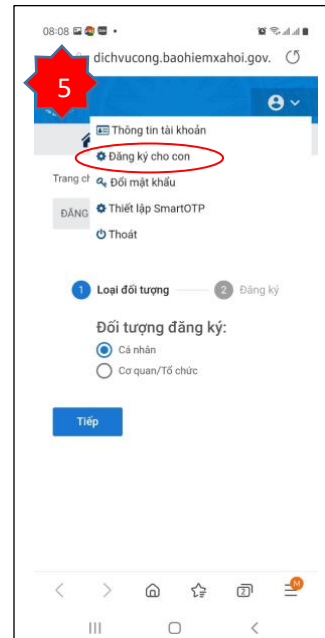 08:08
5
dichvucong.baohiemxahoi.gov.
Thông tin tài khoản
Đăng ký cho con
Trang ch
Đổi mật khẩu
ĐĂNG
Thiết lập SmartOTP
Thoát
1 Loại đối tượng 2 Đăng ký
Đối tượng đăng ký:
Cá nhân
Cơ quan/Tổ chức
Tiếp
2
M